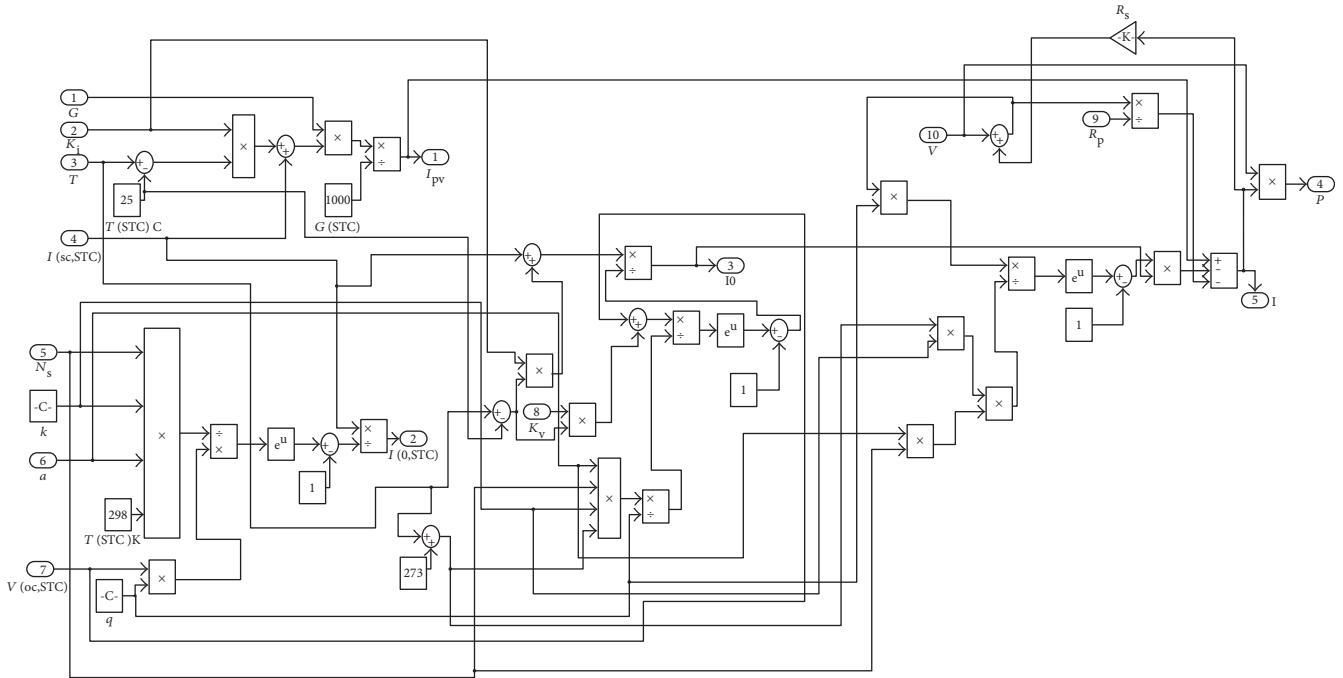 R_s
-K-
1
G
2
K_i
3
T
25
T (STC) C
4
I (sc,STC)
×
+
-
+
+
×
×
÷
1
I_pv
1000
G (STC)
10
V
+
+
9
R_p
×
÷
×
4
P
×
+
+
×
÷
3
I0
×
÷
e^u
+
-
1
×
+
-
-
5
I
5
N_s
-C-
k
6
a
298
T (STC )K
×
÷
×
e^u
+
-
1
×
÷
2
I (0,STC)
+
-
8
K_v
×
×
+
+
×
÷
e^u
+
-
1
×
×
×
×
×
÷
+
+
273
7
V (oc,STC)
-C-
q
×